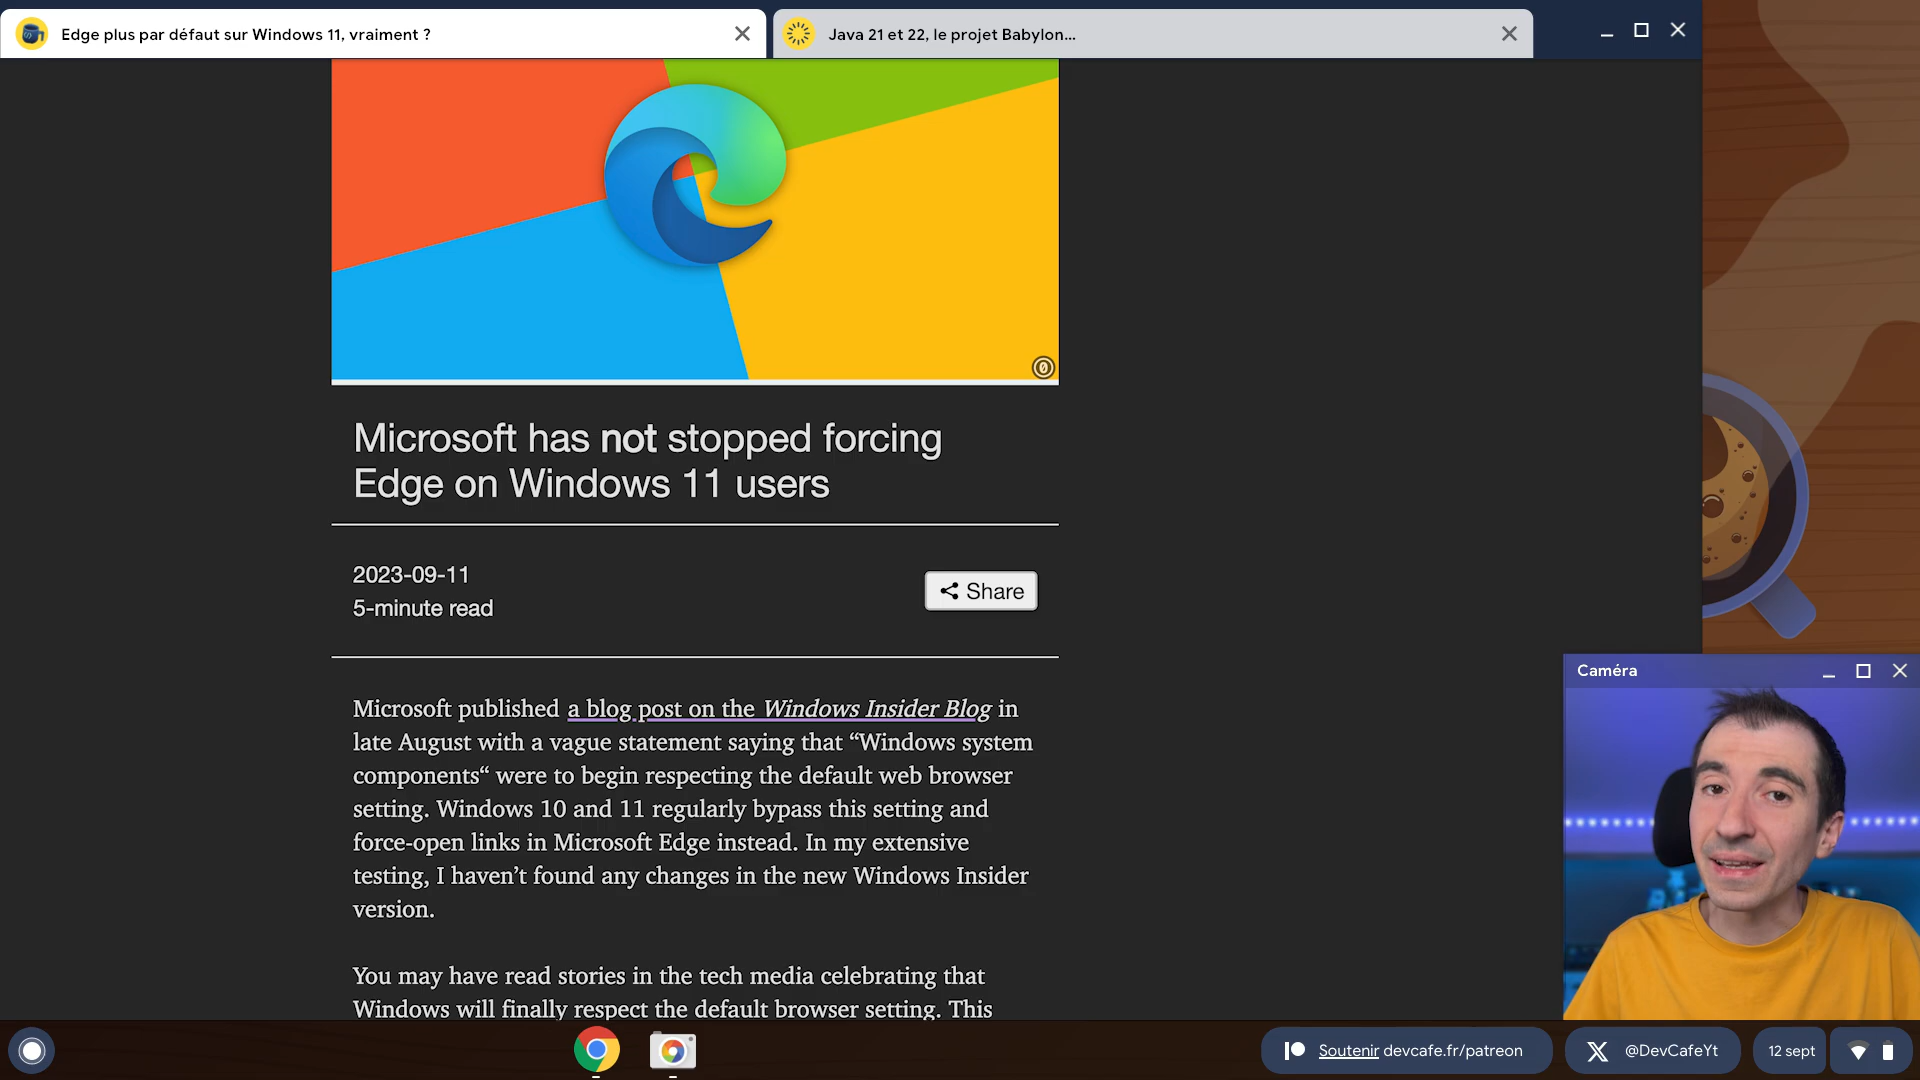 Edge plus par défaut sur Windows 11, vraiment ?
Java 21 et 22, le projet Babylon...
Microsoft has not stopped forcing
Edge on Windows 11 users
2023-09-11
5-minute read
Share
Microsoft published a blog post on the Windows Insider Blog in
late August with a vague statement saying that “Windows system
components“ were to begin respecting the default web browser
setting. Windows 10 and 11 regularly bypass this setting and
force-open links in Microsoft Edge instead. In my extensive
testing, I haven’t found any changes in the new Windows Insider
version.
You may have read stories in the tech media celebrating that
Windows will finally respect the default browser setting. This
Caméra
Soutenir devcafe.fr/patreon
@DevCafeYt
12 sept